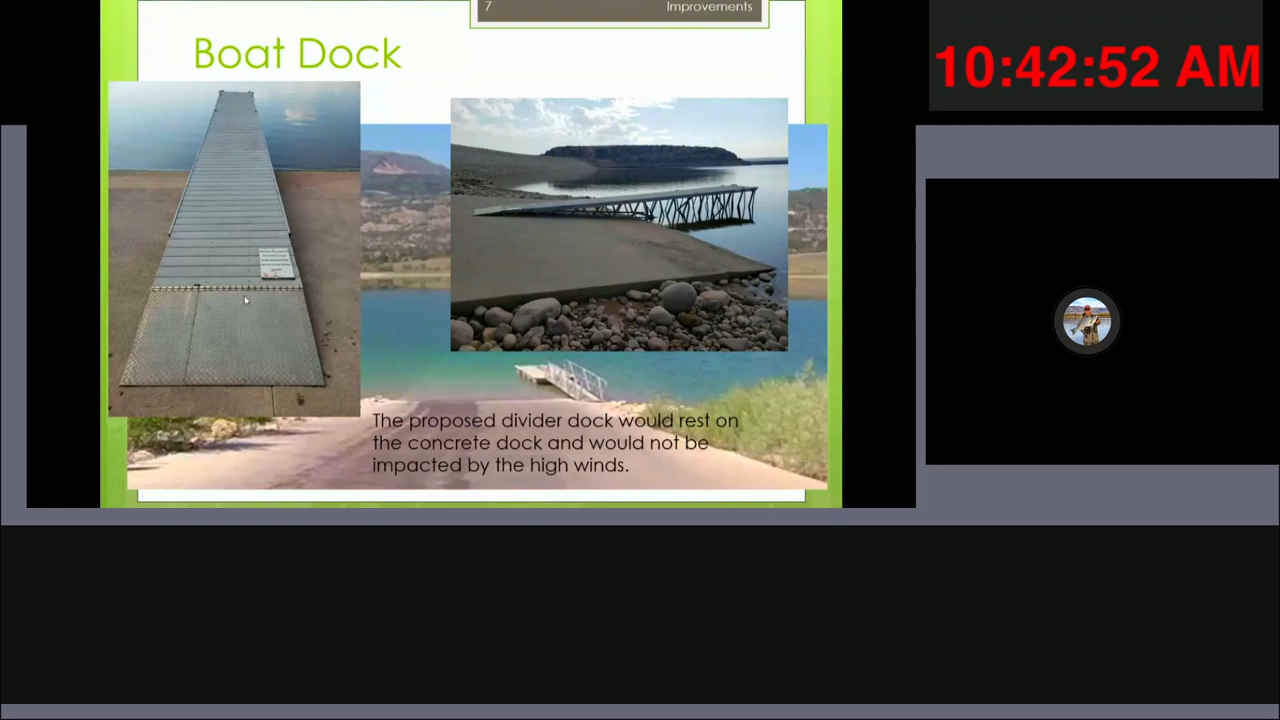 7 Improvements
10:42:52 AM
Boat Dock
The proposed divider dock would rest on
the concrete dock and would not be
impacted by the high winds.